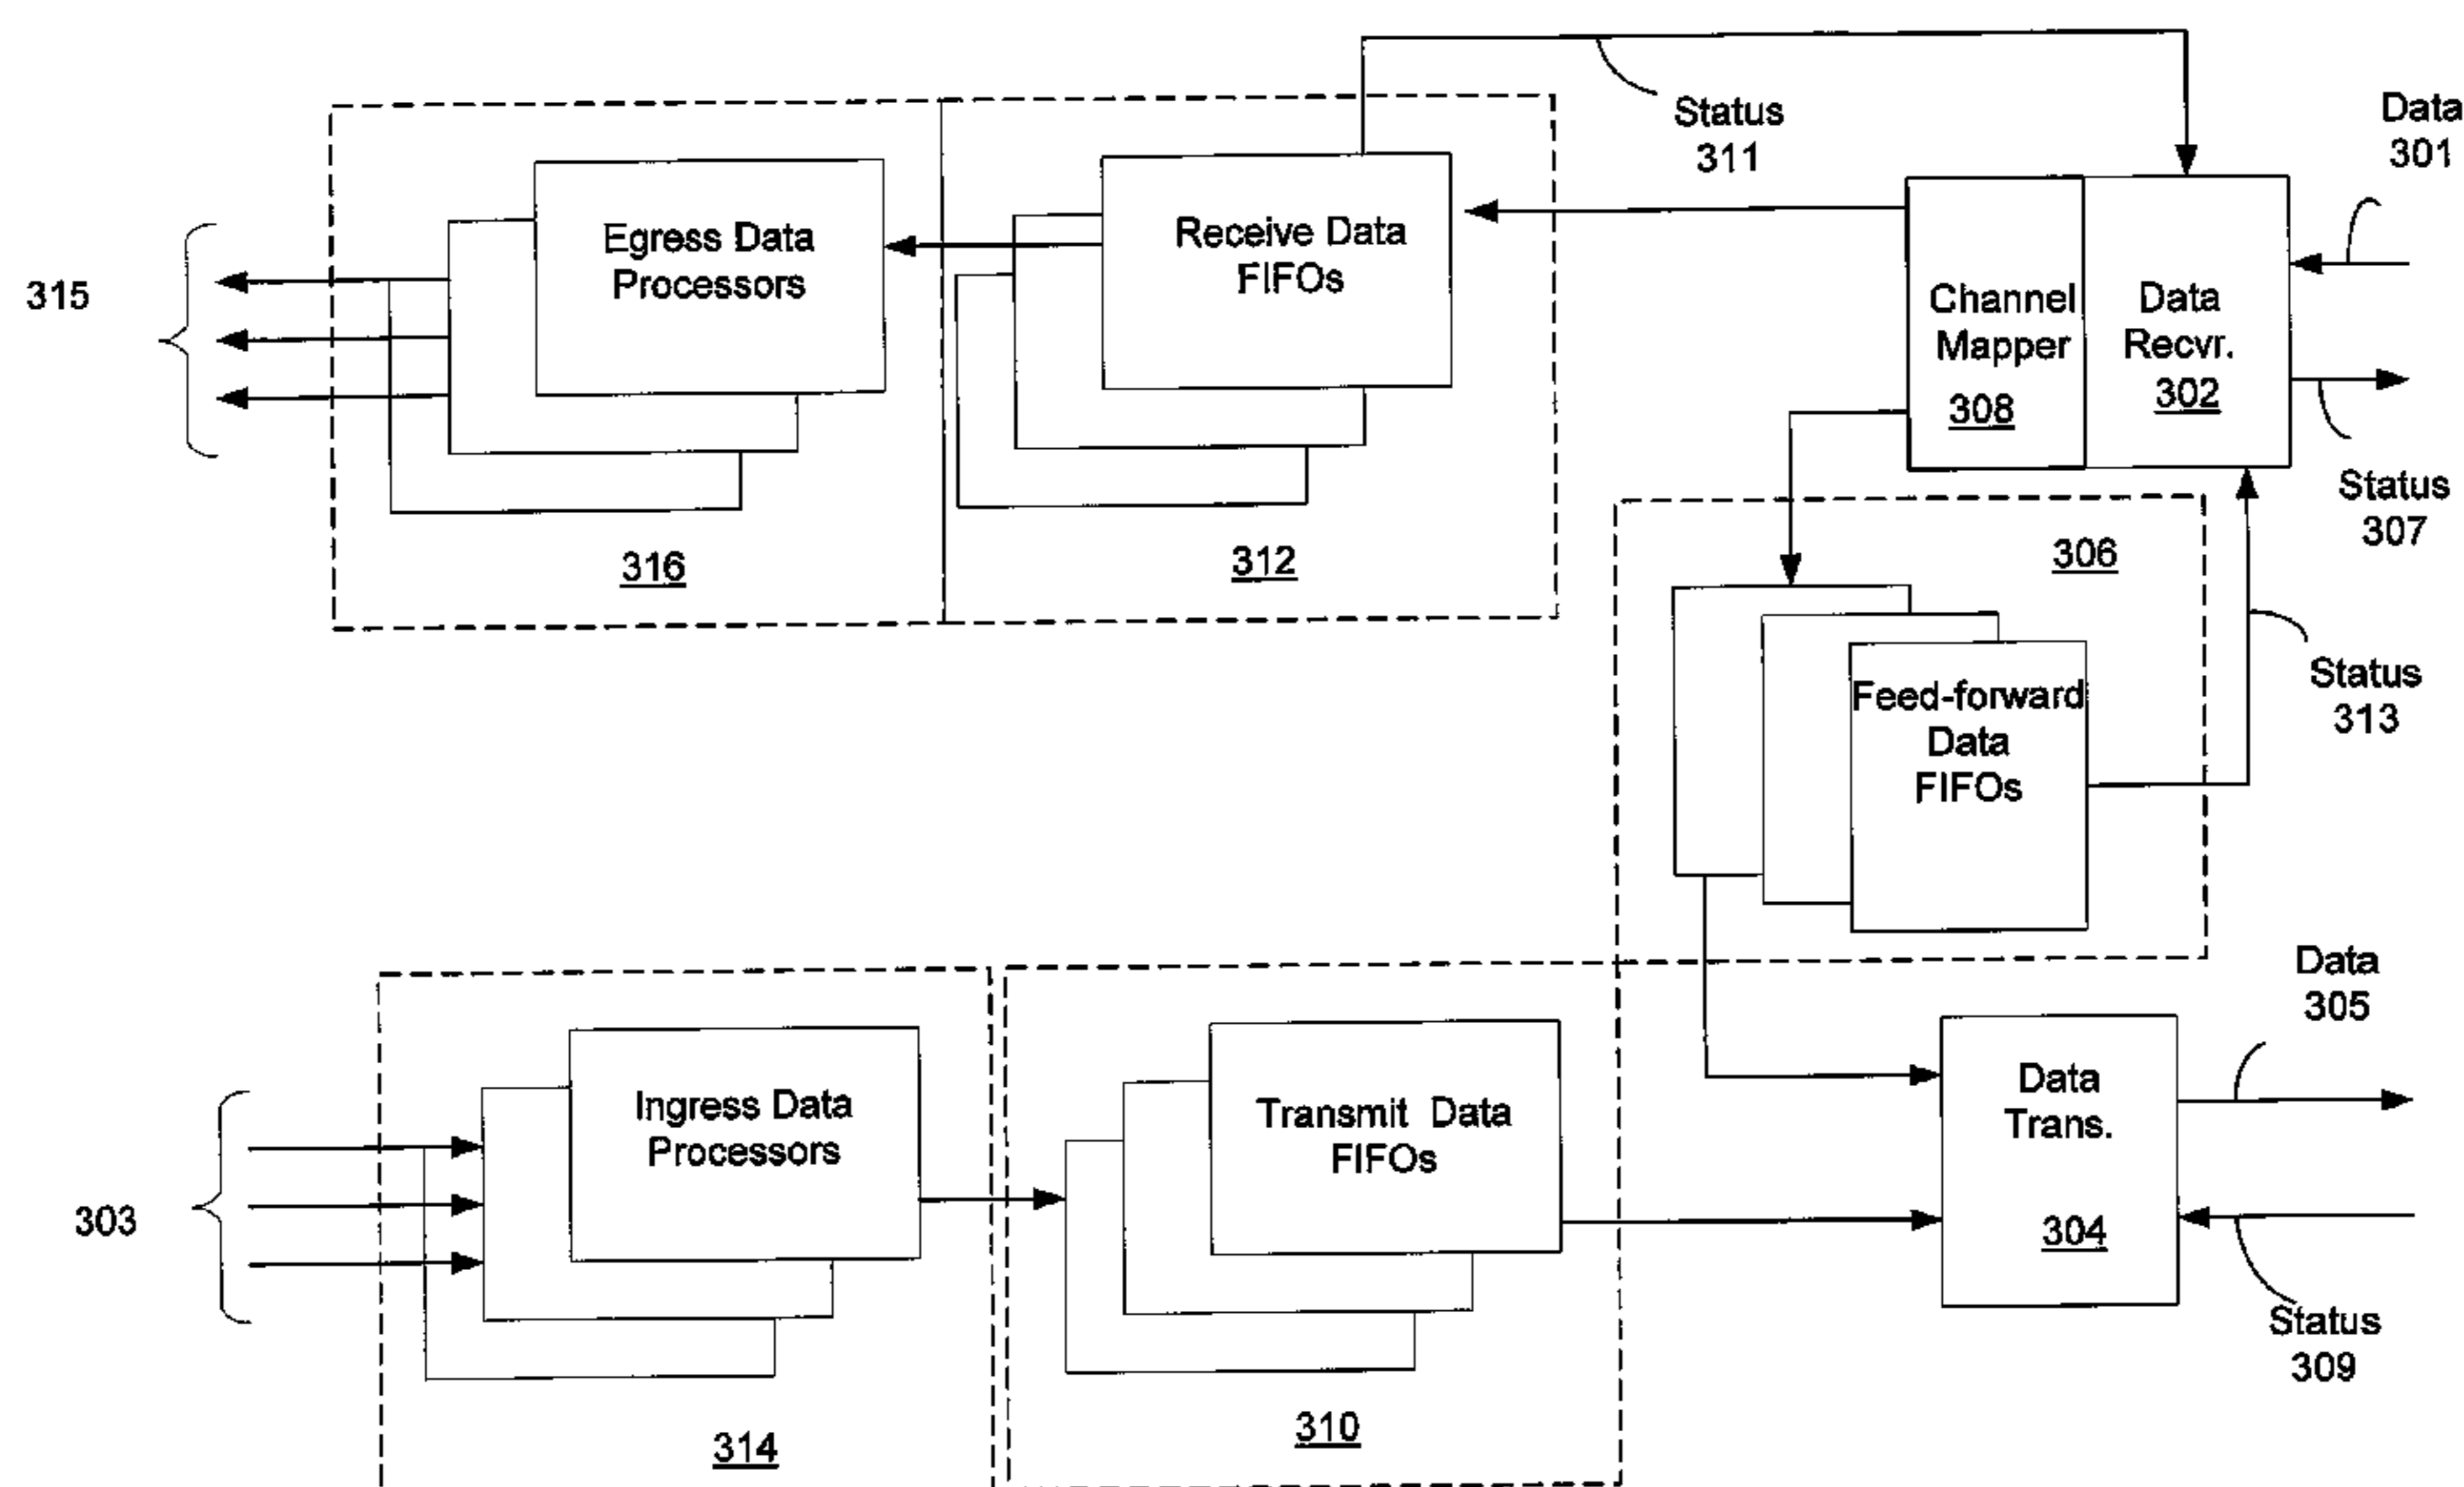 Status
311
Data
301
Egress Data
Processors
Receive Data
FIFOs
315
Channel
Mapper
308
Data
Recvr.
302
Status
307
316
312
306
Status
313
Feed-forward
Data
FIFOs
Data
305
Ingress Data
Processors
Transmit Data
FIFOs
Data
Trans.
304
303
Status
309
314
310